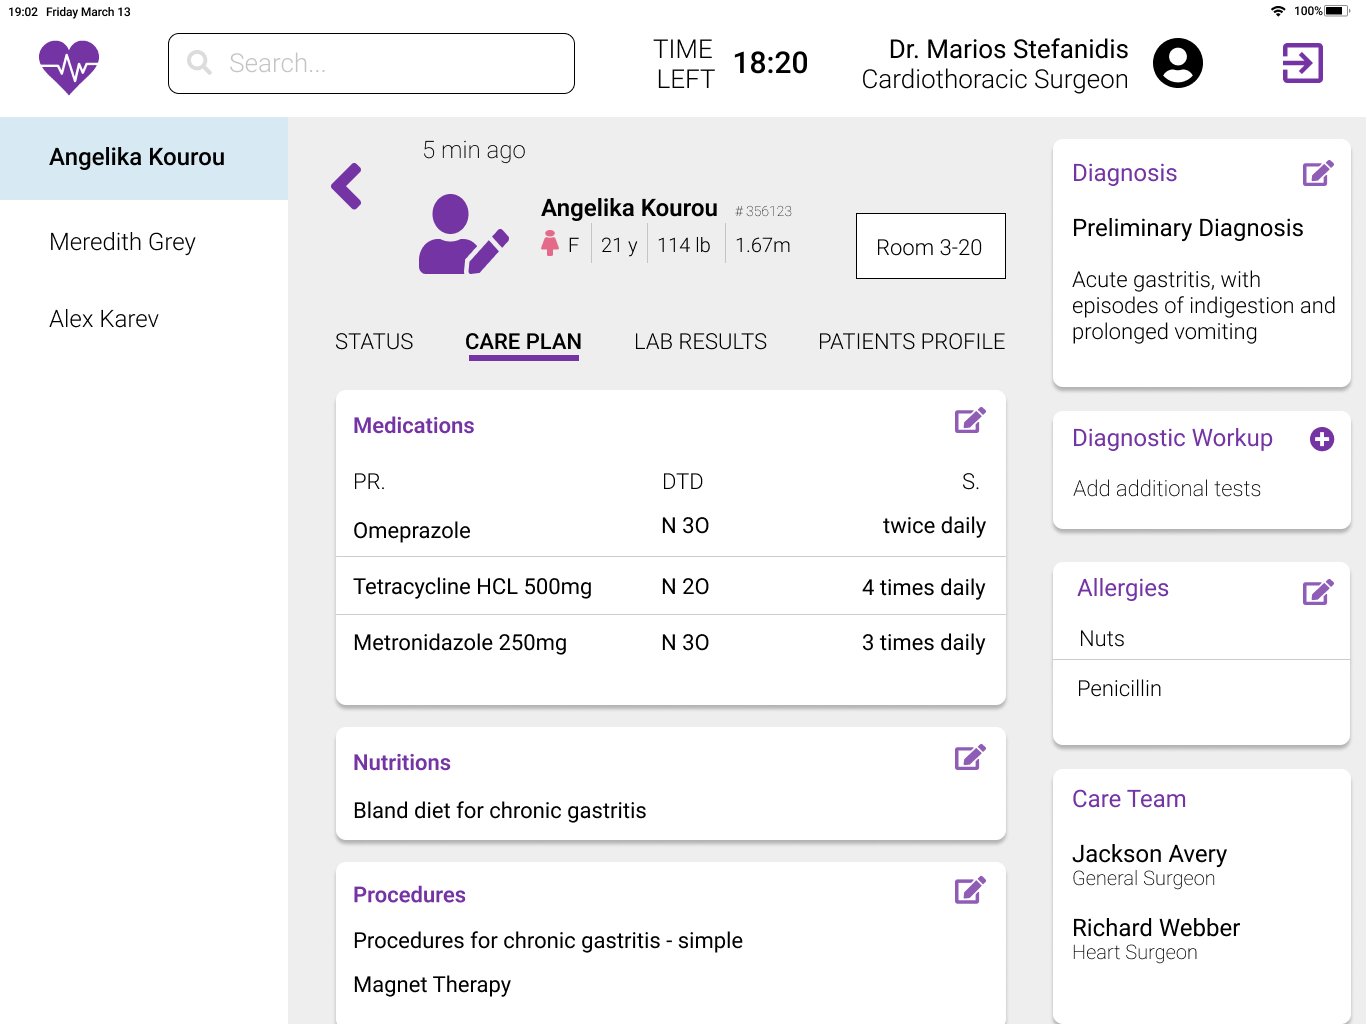 19:02 Friday March 13
100%
Search...
TIME LEFT
18:20
Dr. Marios Stefanidis
Cardiothoracic Surgeon
Angelika Kourou
Meredith Grey
Alex Karev
5 min ago
Angelika Kourou # 356123
F 21 y 114 lb 1.67m
Room 3-20
STATUS CARE PLAN LAB RESULTS PATIENTS PROFILE
Medications
PR. DTD S.
Omeprazole N 3O twice daily
Tetracycline HCL 500mg N 2O 4 times daily
Metronidazole 250mg N 3O 3 times daily
Nutritions
Bland diet for chronic gastritis
Procedures
Procedures for chronic gastritis - simple
Magnet Therapy
Diagnosis
Preliminary Diagnosis
Acute gastritis, with
episodes of indigestion and
prolonged vomiting
Diagnostic Workup
Add additional tests
Allergies
Nuts
Penicillin
Care Team
Jackson Avery
General Surgeon
Richard Webber
Heart Surgeon